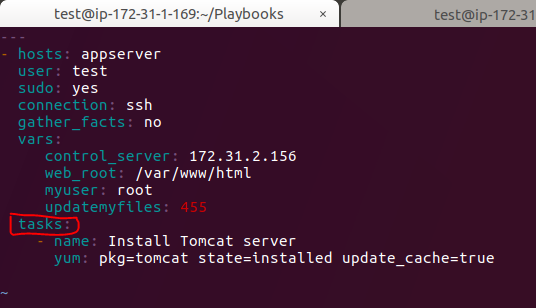 test@ip-172-31-1-169:~/Playbooks × test@ip-172-31
---
- hosts: appserver
  user: test
  sudo: yes
  connection: ssh
  gather_facts: no
  vars:
     control_server: 172.31.2.156
     web_root: /var/www/html
     myuser: root
     updatemyfiles: 455
  tasks:
    - name: Install Tomcat server
      yum: pkg=tomcat state=installed update_cache=true
~